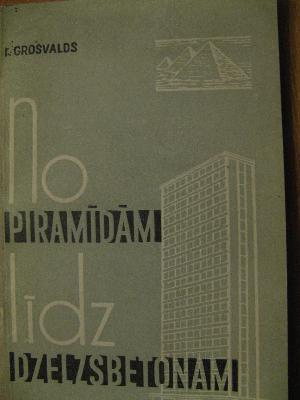 I. GROSVALDS
No
PIRAMĪDĀM
līdz
DZELZSBETONAM